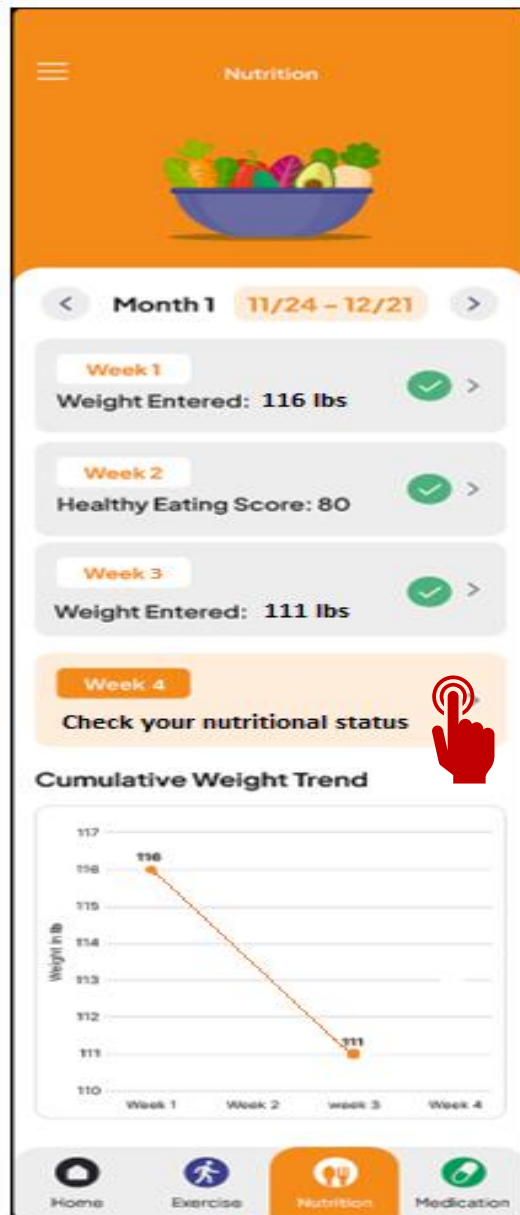 Nutrition
Month 1 11/24 – 12/21
Week 1
Weight Entered: 116 lbs
Week 2
Healthy Eating Score: 80
Week 3
Weight Entered: 111 lbs
Week 4
Check your nutritional status
Cumulative Weight Trend
Weight in lb
117
116
116
115
114
113
112
111
111
110
Week 1 Week 2 week 3 Week 4
Home Exercise Nutrition Medication